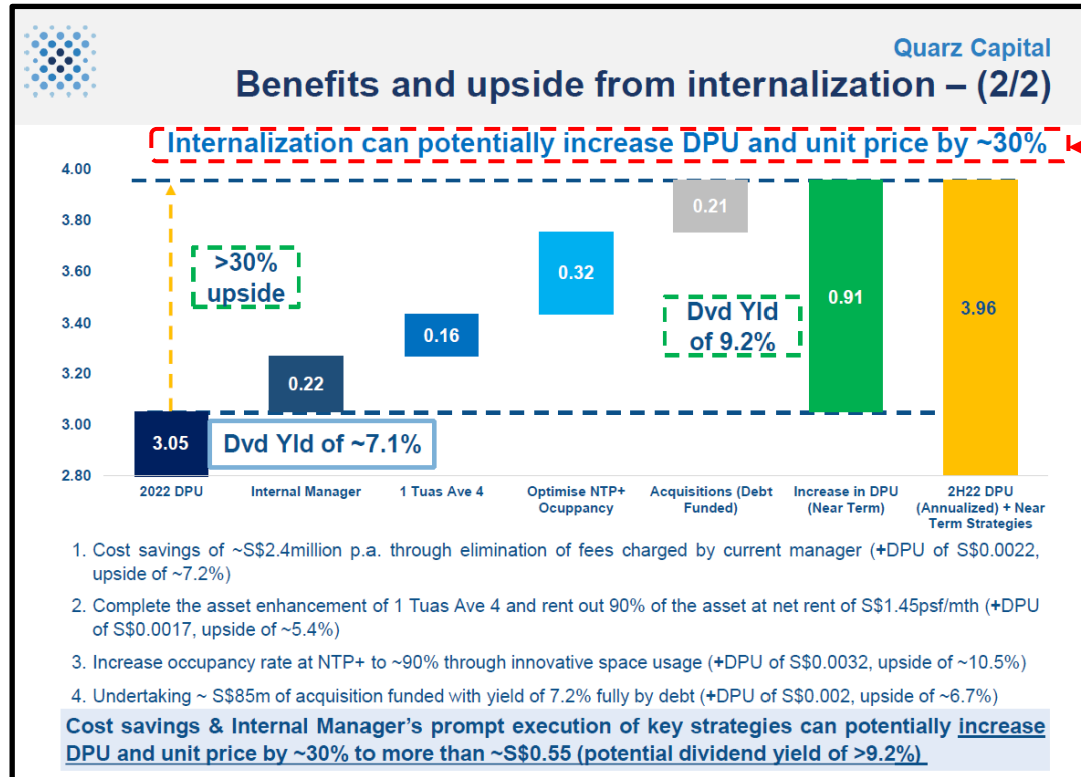 Quarz Capital
Benefits and upside from internalization – (2/2)
Internalization can potentially increase DPU and unit price by ~30%
4.00
3.80
3.60
3.40
3.20
3.00
2.80
>30%
upside
Dvd Yld of ~7.1%
Dvd Yld
of 9.2%
3.05
0.22
0.16
0.32
0.21
0.91
3.96
2022 DPU
Internal Manager
1 Tuas Ave 4
Optimise NTP+
Ocuppancy
Acquisitions (Debt
Funded)
Increase in DPU
(Near Term)
2H22 DPU
(Annualized) + Near
Term Strategies
1. Cost savings of ~S$2.4million p.a. through elimination of fees charged by current manager (+DPU of S$0.0022,
upside of ~7.2%)
2. Complete the asset enhancement of 1 Tuas Ave 4 and rent out 90% of the asset at net rent of S$1.45psf/mth (+DPU
of S$0.0017, upside of ~5.4%)
3. Increase occupancy rate at NTP+ to ~90% through innovative space usage (+DPU of S$0.0032, upside of ~10.5%)
4. Undertaking ~ S$85m of acquisition funded with yield of 7.2% fully by debt (+DPU of S$0.002, upside of ~6.7%)
Cost savings & Internal Manager's prompt execution of key strategies can potentially increase
DPU and unit price by ~30% to more than ~S$0.55 (potential dividend yield of >9.2%)